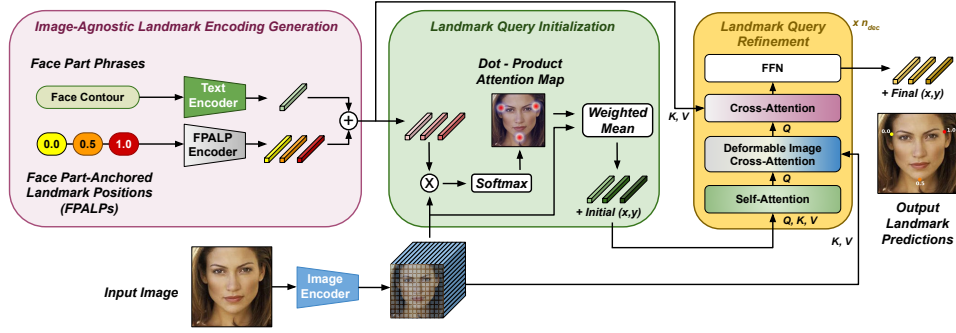 Image-Agnostic Landmark Encoding Generation
Face Part Phrases
Face Contour
Text
Encoder
0.0
0.5
1.0
FPALP
Encoder
Face Part-Anchored
Landmark Positions
(FPALPs)
+
Landmark Query Initialization
Dot - Product
Attention Map
Weighted
Mean
X
Softmax
+ Initial (x,y)
Landmark Query
Refinement
x n_dec
FFN
Cross-Attention
K, V
Q
Deformable Image
Cross-Attention
Q
Self-Attention
Q, K, V
K, V
+ Final (x,y)
0.0
1.0
0.5
Output
Landmark
Predictions
Input Image
Image
Encoder